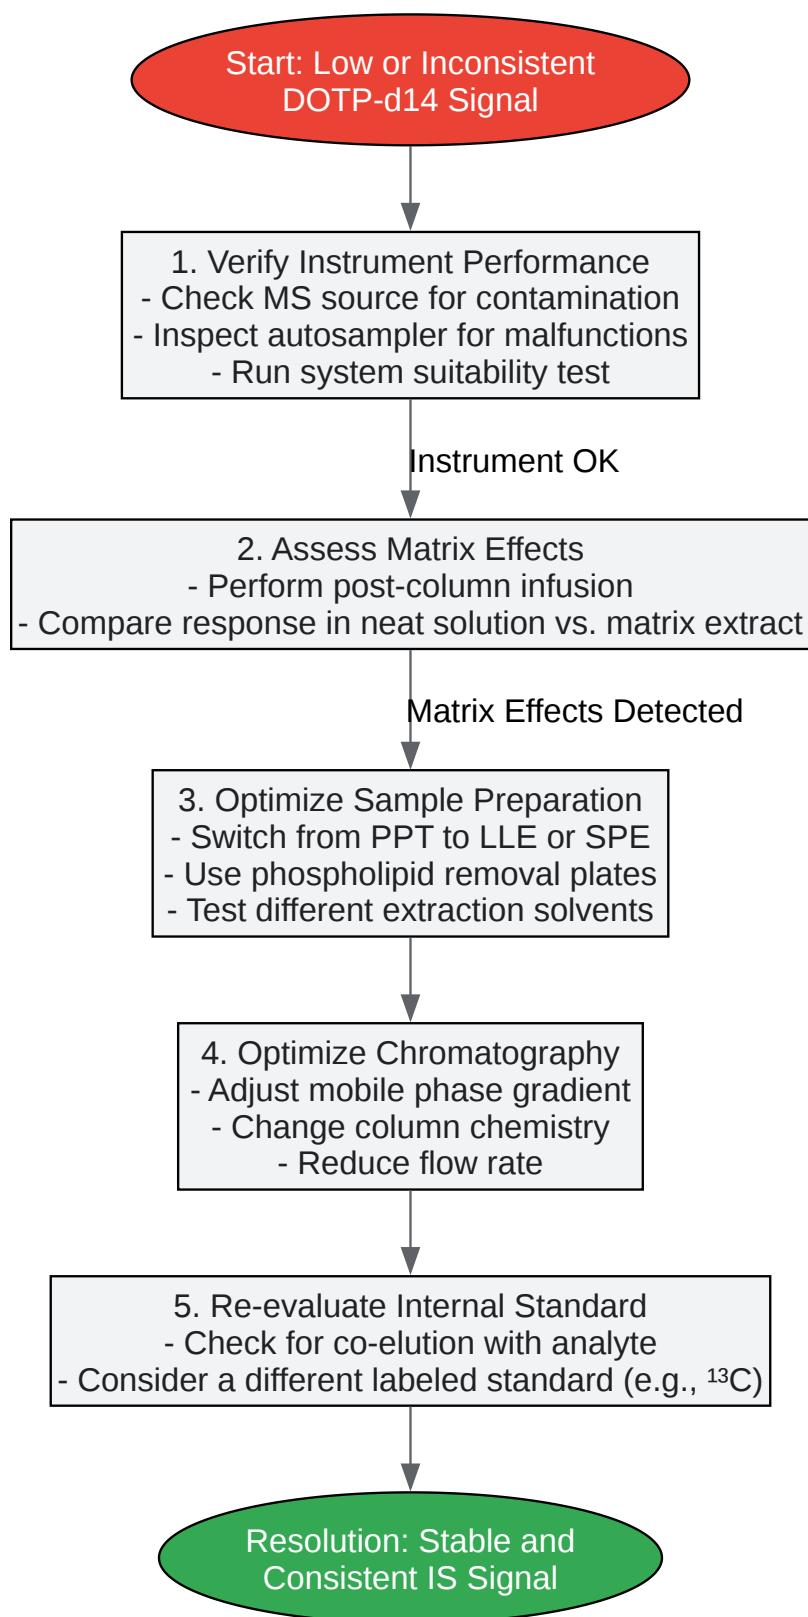 Start: Low or Inconsistent
DOTP-d14 Signal
1. Verify Instrument Performance
- Check MS source for contamination
- Inspect autosampler for malfunctions
- Run system suitability test
Instrument OK
2. Assess Matrix Effects
- Perform post-column infusion
- Compare response in neat solution vs. matrix extract
Matrix Effects Detected
3. Optimize Sample Preparation
- Switch from PPT to LLE or SPE
- Use phospholipid removal plates
- Test different extraction solvents
4. Optimize Chromatography
- Adjust mobile phase gradient
- Change column chemistry
- Reduce flow rate
5. Re-evaluate Internal Standard
- Check for co-elution with analyte
- Consider a different labeled standard (e.g., ¹³C)
Resolution: Stable and
Consistent IS Signal